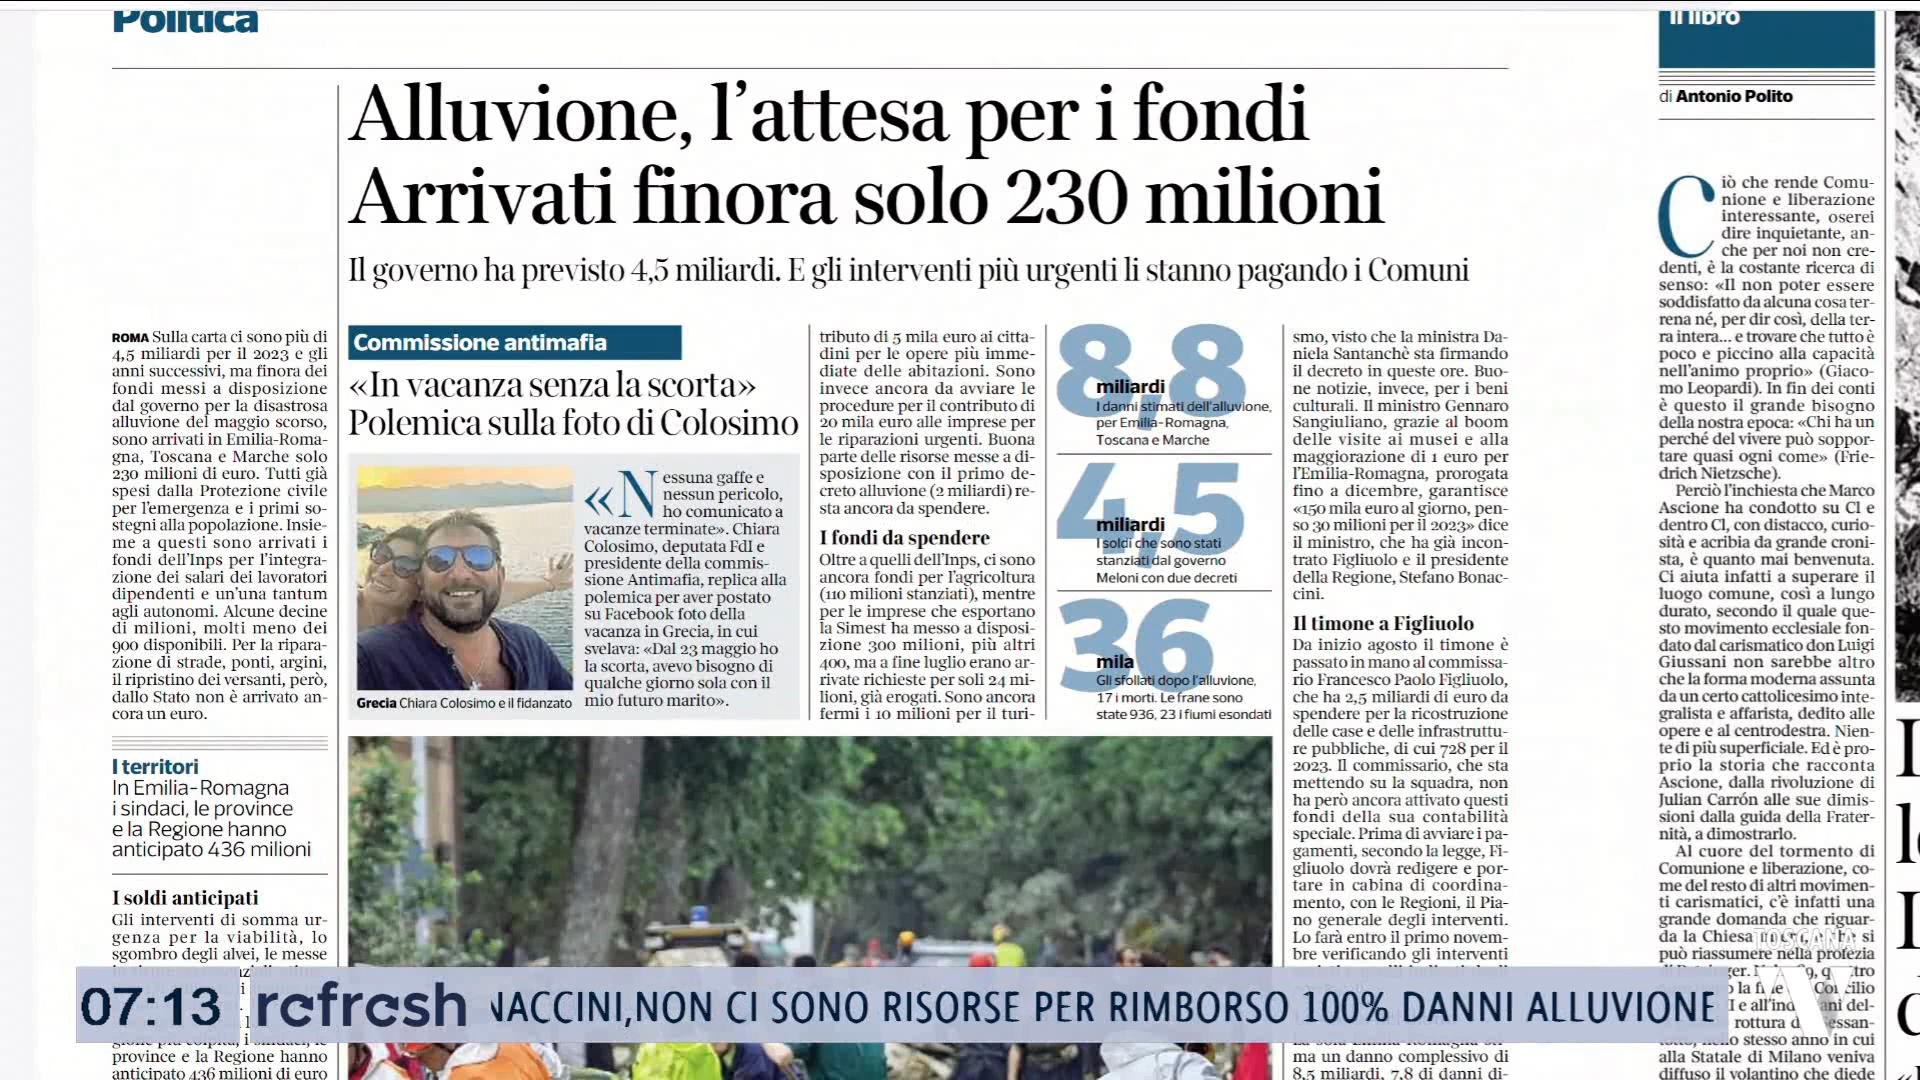 Politica
Alluvione, l'attesa per i fondi
Arrivati finora solo 230 milioni
Il governo ha previsto 4,5 miliardi. E gli interventi più urgenti li stanno pagando i Comuni
ROMA Sulla carta ci sono più di
4,5 miliardi per il 2023 e gli
anni successivi, ma finora dei
fondi messi a disposizione
dal governo per la disastrosa
alluvione del maggio scorso,
sono arrivati in Emilia-Roma-
gna, Toscana e Marche solo
230 milioni di euro. Tutti già
spesi dalla Protezione civile
per l'emergenza e i primi so-
stegni alla popolazione. Insie-
me a questi sono arrivati i
fondi dell'Inps per l'integra-
zione dei salari dei lavoratori
dipendenti e un'una tantum
agli autonomi. Alcune decine
di milioni, molti meno dei
900 disponibili. Per la ripara-
zione di strade, ponti, argini,
il ripristino dei versanti, però,
dallo Stato non è arrivato an-
cora un euro.
I territori
In Emilia-Romagna
i sindaci, le province
e la Regione hanno
anticipato 436 milioni
I soldi anticipati
Gli interventi di somma ur-
genza per la viabilità, lo
sgombero degli alvei, le messe
province e la Regione hanno
anticipato 436 milioni di euro
Commissione antimafia
«In vacanza senza la scorta»
Polemica sulla foto di Colosimo
«Nessuna gaffe e
nessun pericolo,
ho comunicato a
vacanze terminate». Chiara
Colosimo, deputata FdI e
presidente della commis-
sione Antimafia, replica alla
polemica per aver postato
su Facebook foto della
vacanza in Grecia, in cui
svelava: «Dal 23 maggio ho
la scorta, avevo bisogno di
qualche giorno sola con il
mio futuro marito».
Grecia Chiara Colosimo e il fidanzato
tributo di 5 mila euro ai citta-
dini per le opere più imme-
diate delle abitazioni. Sono
invece ancora da avviare le
procedure per il contributo di
20 mila euro alle imprese per
le riparazioni urgenti. Buona
parte delle risorse messe a di-
sposizione con il primo de-
creto alluvione (2 miliardi) re-
sta ancora da spendere.
I fondi da spendere
Oltre a quelli dell'Inps, ci sono
ancora fondi per l'agricoltura
(110 milioni stanziati), mentre
per le imprese che esportano
la Simest ha messo a disposi-
zione 300 milioni, più altri
400, ma a fine luglio erano ar-
rivate richieste per soli 24 mi-
lioni, già erogati. Sono ancora
fermi i 10 milioni per il turi-
8,8
miliardi
I danni stimati dell'alluvione,
per Emilia-Romagna,
Toscana e Marche
4,5
miliardi
I soldi che sono stati
stanziati dal governo
Meloni con due decreti
36
mila
Gli sfollati dopo l'alluvione,
17 i morti. Le frane sono
state 936, 23 i fiumi esondati
smo, visto che la ministra Da-
niela Santanchè sta firmando
il decreto in queste ore. Buo-
ne notizie, invece, per i beni
culturali. Il ministro Gennaro
Sangiuliano, grazie al boom
delle visite ai musei e alla
maggiorazione di 1 euro per
l'Emilia-Romagna, prorogata
fino a dicembre, garantisce
«150 mila euro al giorno, pen-
so 30 milioni per il 2023» dice
il ministro, che ha già incon-
trato Figliuolo e il presidente
della Regione, Stefano Bonac-
cini.
Il timone a Figliuolo
Da inizio agosto il timone è
passato in mano al commissa-
rio Francesco Paolo Figliuolo,
che ha 2,5 miliardi di euro da
spendere per la ricostruzione
delle case e delle infrastruttu-
re pubbliche, di cui 728 per il
2023. Il commissario, che sta
mettendo su la squadra, non
ha però ancora attivato questi
fondi della sua contabilità
speciale. Prima di avviare i pa-
gamenti, secondo la legge, Fi-
gliuolo dovrà redigere e por-
tare in cabina di coordina-
mento, con le Regioni, il Pia-
no generale degli interventi.
Lo farà entro il primo novem-
bre verificando gli interventi
ma un danno complessivo di
8,5 miliardi, 7,8 di danni di-
Il libro
di Antonio Polito
Ciò che rende Comu-
nione e liberazione
interessante, oserei
dire inquietante, an-
che per noi non cre-
denti, è la costante ricerca di
senso: «Il non poter essere
soddisfatto da alcuna cosa ter-
rena né, per dir così, della ter-
ra intera... e trovare che tutto è
poco e piccino alla capacità
nell'animo proprio» (Giaco-
mo Leopardi). In fin dei conti
è questo il grande bisogno
della nostra epoca: «Chi ha un
perché del vivere può soppor-
tare quasi ogni come» (Frie-
drich Nietzsche).
Perciò l'inchiesta che Marco
Ascione ha condotto su Cl e
dentro Cl, con distacco, curio-
sità e acribia da grande croni-
sta, è quanto mai benvenuta.
Ci aiuta infatti a superare il
luogo comune, così a lungo
durato, secondo il quale que-
sto movimento ecclesiale fon-
dato dal carismatico don Luigi
Giussani non sarebbe altro
che la forma moderna assunta
da un certo cattolicesimo inte-
gralista e affarista, dedito alle
opere e al centrodestra. Nien-
te di più superficiale. Ed è pro-
prio la storia che racconta
Ascione, dalla rivoluzione di
Julian Carrón alle sue dimis-
sioni dalla guida della Frater-
nità, a dimostrarlo.
Al cuore del tormento di
Comunione e liberazione, co-
me del resto di altri movimen-
ti carismatici, c'è infatti una
grande domanda che riguar-
da la Chiesa
può riassumere nella profezia
stesso anno in cui
alla Statale di Milano veniva
diffuso il volantino che diede
TOSCANA
07:13 refresh NACCINI,NON CI SONO RISORSE PER RIMBORSO 100% DANNI ALLUVIONE